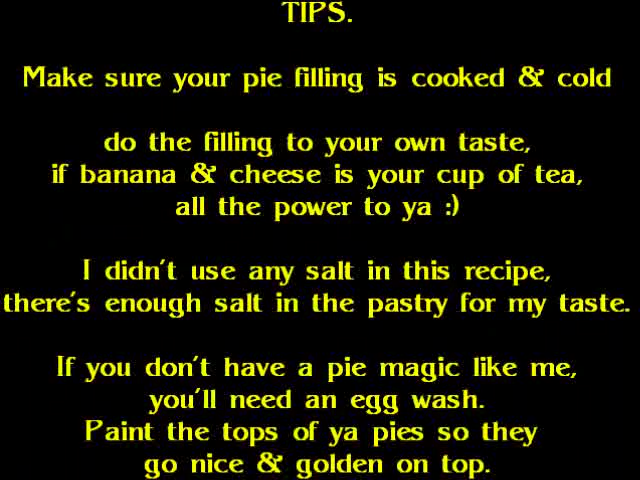 TIPS.
Make sure your pie filling is cooked & cold
do the filling to your own taste,
if banana & cheese is your cup of tea,
all the power to ya :)
I didn't use any salt in this recipe,
there's enough salt in the pastry for my taste.
If you don't have a pie magic like me,
you'll need an egg wash.
Paint the tops of ya pies so they
go nice & golden on top.